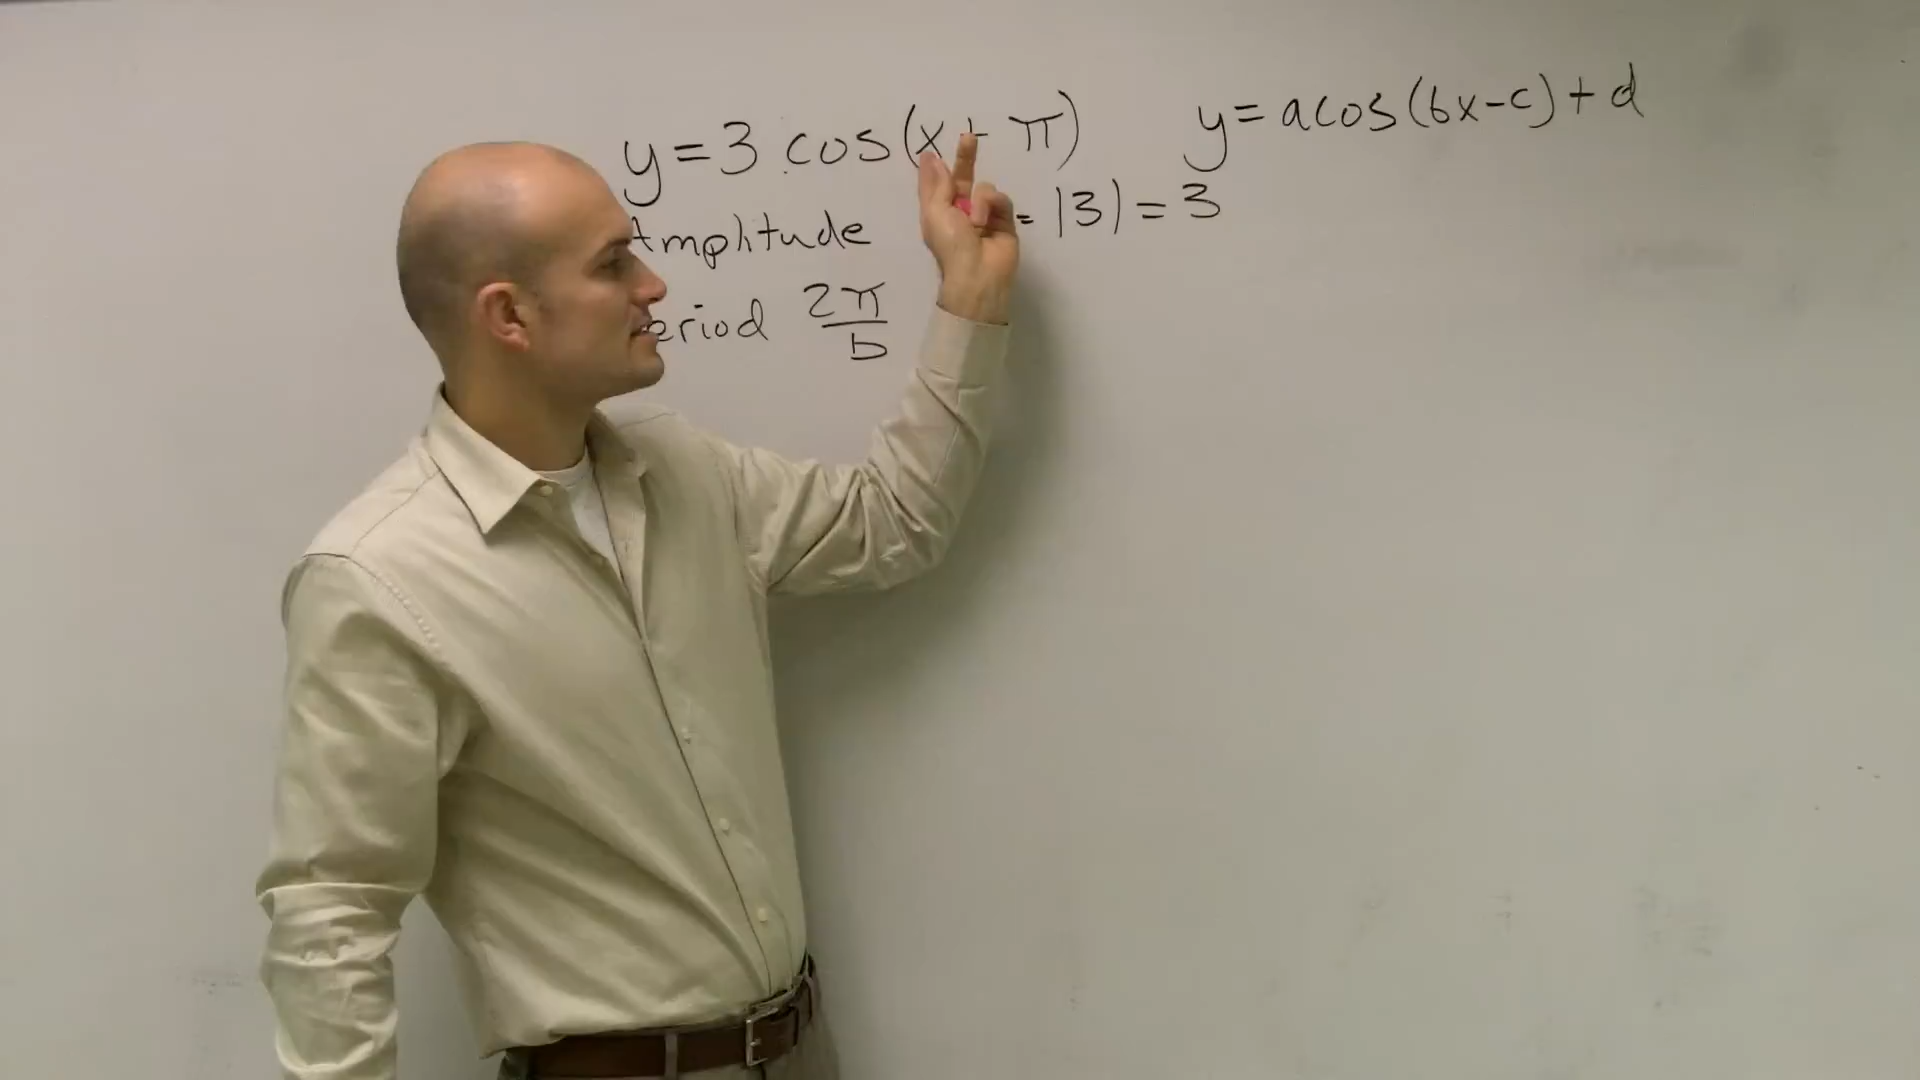 y=3 cos(x+ π)
y=acos(bx-c)+d
Amplitude = |3| = 3
eriod 2π/b